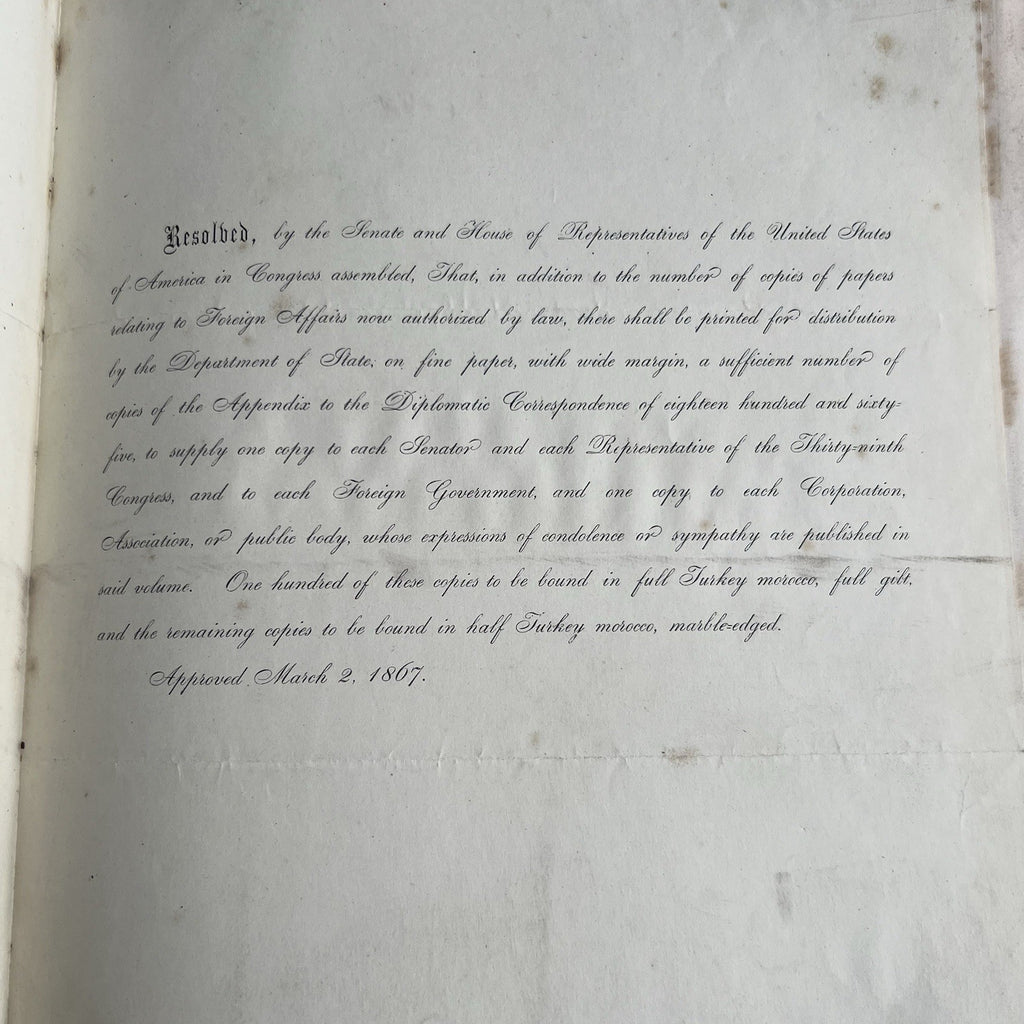 Resolved, by the Senate and House of Representatives of the United States
of America in Congress assembled, That, in addition to the number of copies of papers
relating to Foreign Affairs now authorized by law, there shall be printed for distribution
by the Department of State, on fine paper, with wide margin, a sufficient number of
copies of the Appendix to the Diplomatic Correspondence of eighteen hundred and sixty=
five, to supply one copy to each Senator and each Representative of the Thirty=ninth
Congress, and to each Foreign Government, and one copy to each Corporation,
Association, or public body, whose expressions of condolence or sympathy are published in
said volume. One hundred of these copies to be bound in full Turkey morocco, full gilt,
and the remaining copies to be bound in half Turkey morocco, marble=edged.
Approved March 2, 1867.